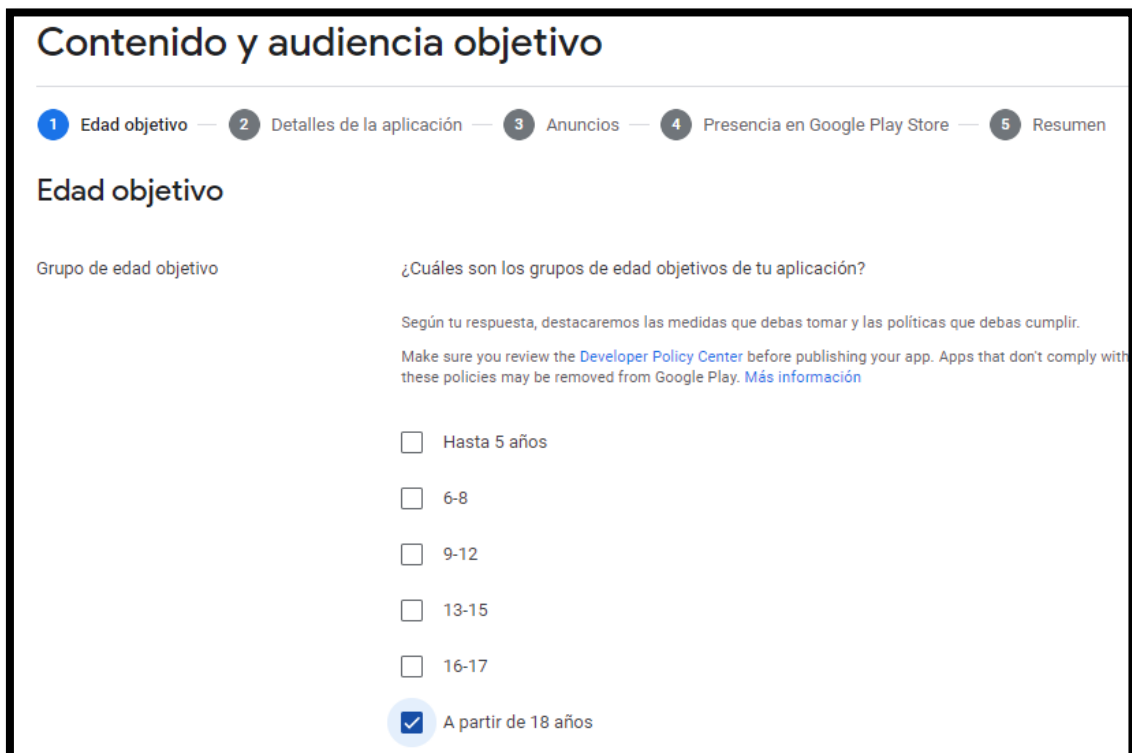 Contenido y audiencia objetivo
1 Edad objetivo — 2 Detalles de la aplicación — 3 Anuncios — 4 Presencia en Google Play Store — 5 Resumen
Edad objetivo
Grupo de edad objetivo
¿Cuáles son los grupos de edad objetivos de tu aplicación?
Según tu respuesta, destacaremos las medidas que debas tomar y las políticas que debas cumplir.
Make sure you review the Developer Policy Center before publishing your app. Apps that don't comply with
these policies may be removed from Google Play. Más información
Hasta 5 años
6-8
9-12
13-15
16-17
A partir de 18 años